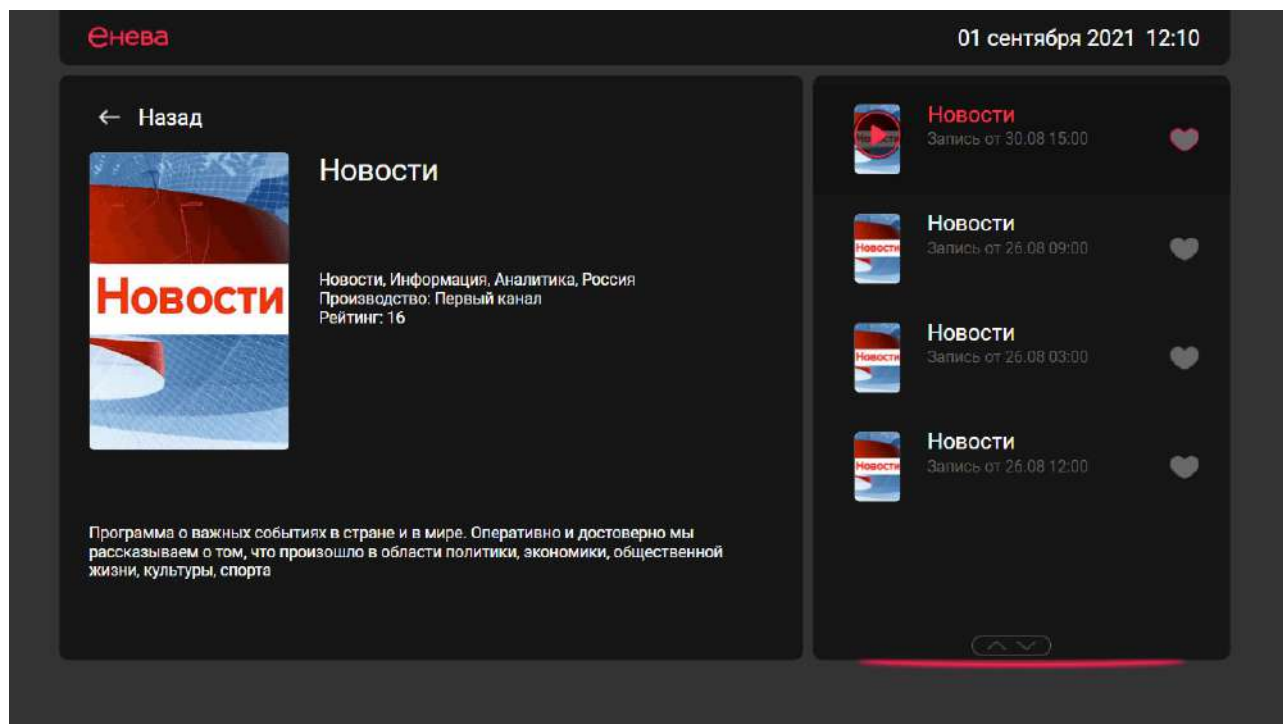 енева
01 сентября 2021 12:10
← Назад
Новости
Новости
Новости, Информация, Аналитика, Россия
Производство: Первый канал
Рейтинг: 16
Программа о важных событиях в стране и в мире. Оперативно и достоверно мы
рассказываем о том, что произошло в области политики, экономики, общественной
жизни, культуры, спорта
Новости
Запись от 30.08 15:00
Новости
Новости
Запись от 26.08 09:00
Новости
Новости
Запись от 26.08 03:00
Новости
Новости
Запись от 26.08 12:00